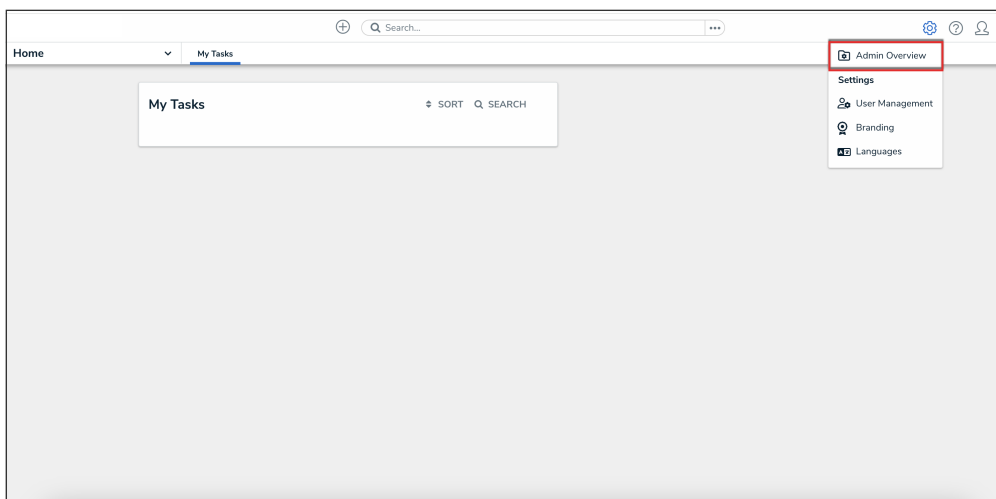 Search...
Home
My Tasks
Admin Overview
My Tasks
SORT
SEARCH
Settings
User Management
Branding
Languages